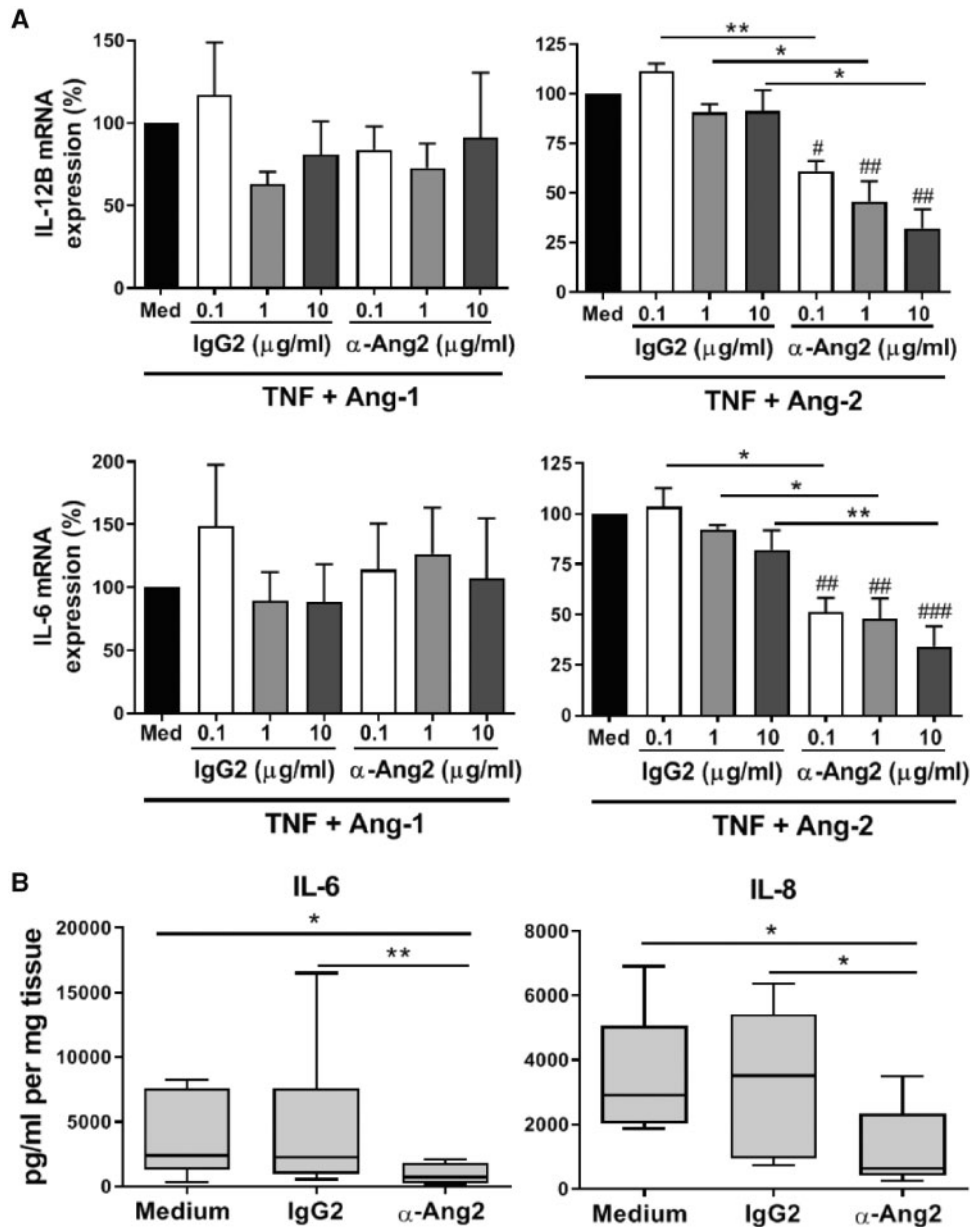 A
IL-12B mRNA
expression (%)
150
100
50
0
Med 0.1 1 10 0.1 1 10
IgG2 (μg/ml) α-Ang2 (μg/ml)
TNF + Ang-1
125
100
75
50
25
0
** 
*
*
# ## ##
Med 0.1 1 10 0.1 1 10
IgG2 (μg/ml) α-Ang2 (μg/ml)
TNF + Ang-2
IL-6 mRNA
expression (%)
200
150
100
50
0
Med 0.1 1 10 0.1 1 10
IgG2 (μg/ml) α-Ang2 (μg/ml)
TNF + Ang-1
125
100
75
50
25
0
*
*
**
## ## ###
Med 0.1 1 10 0.1 1 10
IgG2 (μg/ml) α-Ang2 (μg/ml)
TNF + Ang-2
B
IL-6
pg/ml per mg tissue
20000
15000
10000
5000
0
*
**
Medium IgG2 α-Ang2
IL-8
8000
6000
4000
2000
0
*
*
Medium IgG2 α-Ang2